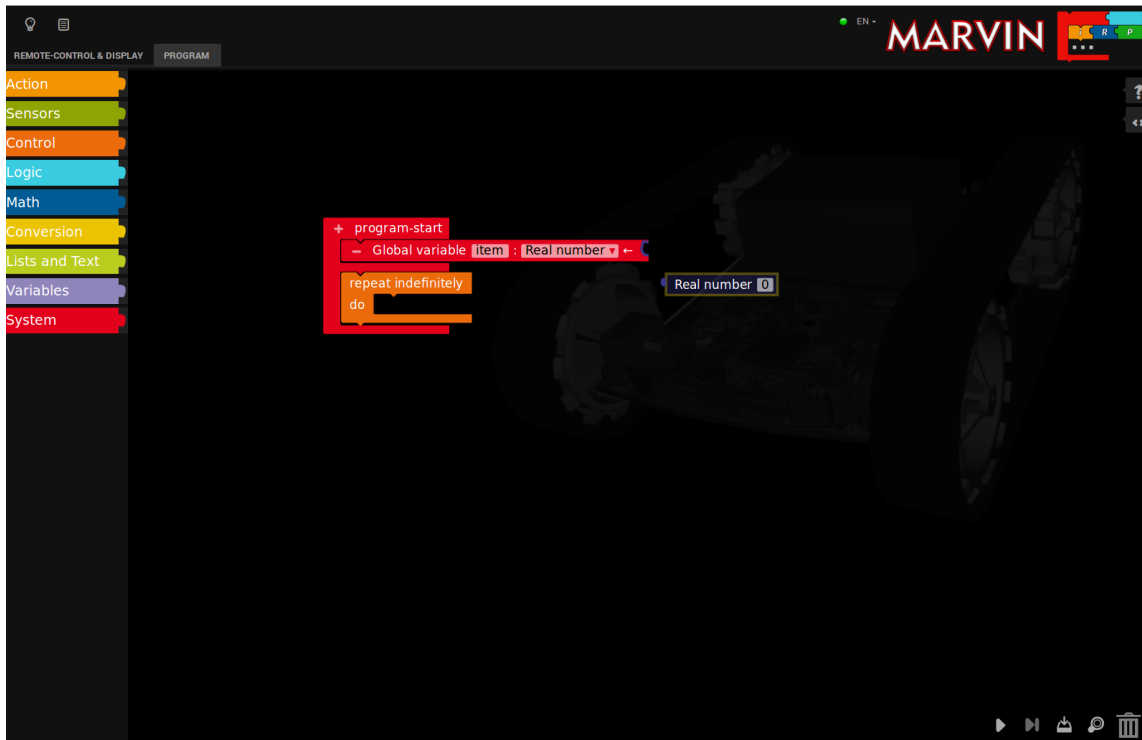 EN
MARVIN
i R P
REMOTE-CONTROL & DISPLAY PROGRAM
Action
Sensors
Control
Logic
Math
Conversion
Lists and Text
Variables
System
+ program-start
− Global variable item : Real number ▾ ←
repeat indefinitely
do
Real number 0
?
<>